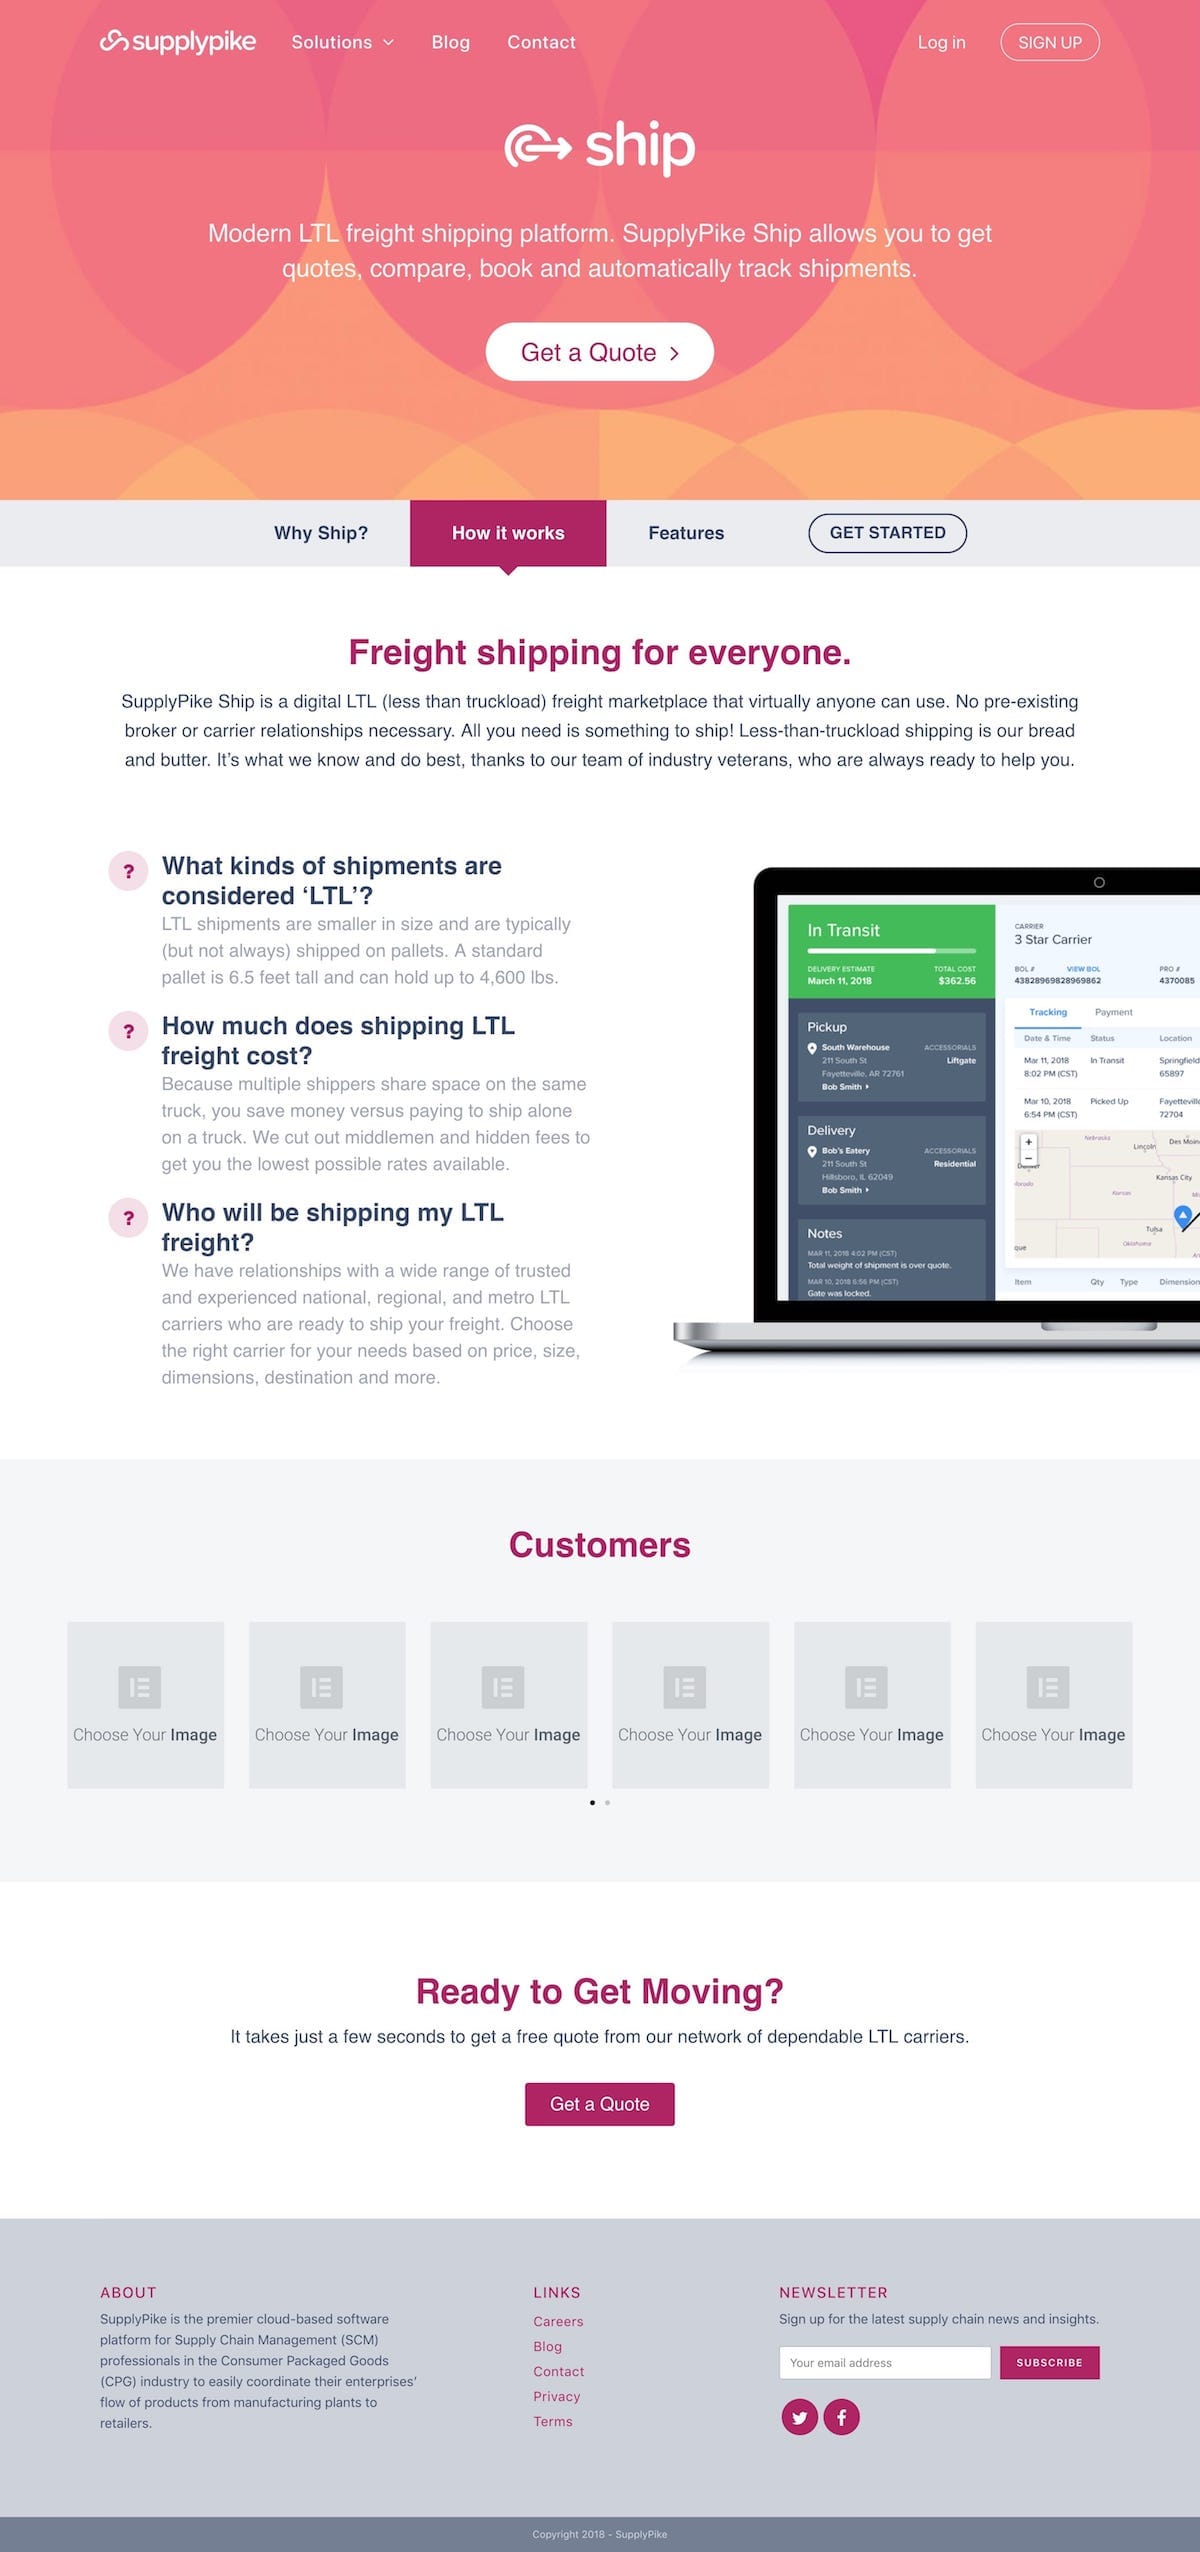 supplypike Solutions Blog Contact Log in SIGN UP
ship
Modern LTL freight shipping platform. SupplyPike Ship allows you to get
quotes, compare, book and automatically track shipments.
Get a Quote
Why Ship? How it works Features GET STARTED
Freight shipping for everyone.
SupplyPike Ship is a digital LTL (less than truckload) freight marketplace that virtually anyone can use. No pre-existing
broker or carrier relationships necessary. All you need is something to ship! Less-than-truckload shipping is our bread
and butter. It’s what we know and do best, thanks to our team of industry veterans, who are always ready to help you.
?
What kinds of shipments are
considered ‘LTL’?
LTL shipments are smaller in size and are typically
(but not always) shipped on pallets. A standard
pallet is 6.5 feet tall and can hold up to 4,600 lbs.
?
How much does shipping LTL
freight cost?
Because multiple shippers share space on the same
truck, you save money versus paying to ship alone
on a truck. We cut out middlemen and hidden fees to
get you the lowest possible rates available.
?
Who will be shipping my LTL
freight?
We have relationships with a wide range of trusted
and experienced national, regional, and metro LTL
carriers who are ready to ship your freight. Choose
the right carrier for your needs based on price, size,
dimensions, destination and more.
In Transit
DELIVERY ESTIMATE TOTAL COST
March 11, 2018 $362.56
Pickup
South Warehouse ACCESSORIALS
211 South St Liftgate
Fayetteville, AR 72761
Bob Smith
Delivery
Bob's Eatery ACCESSORIALS
211 South St Residential
Hillsboro, IL 62049
Bob Smith
Notes
MAR 11, 2018 4:02 PM (CST)
Total weight of shipment is over quote.
MAR 10, 2018 6:56 PM (CST)
Gate was locked.
CARRIER
3 Star Carrier
BOL # VIEW BOL PRO #
43828969828969862 4370085
Tracking Payment
Date & Time Status Location
Mar 11, 2018 In Transit Springfield
8:02 PM (CST) 65897
Mar 10, 2018 Picked Up Fayetteville
6:54 PM (CST) 72704
+
−
Nebraska
Lincoln
Des Moin
Denver
Kansas City
lorado
Kansas
Mi
Tulsa
Oklahoma
que
Ar
Item Qty Type Dimension
Customers
Choose Your Image
Choose Your Image
Choose Your Image
Choose Your Image
Choose Your Image
Choose Your Image
Ready to Get Moving?
It takes just a few seconds to get a free quote from our network of dependable LTL carriers.
Get a Quote
ABOUT
SupplyPike is the premier cloud-based software
platform for Supply Chain Management (SCM)
professionals in the Consumer Packaged Goods
(CPG) industry to easily coordinate their enterprises’
flow of products from manufacturing plants to
retailers.
LINKS
Careers
Blog
Contact
Privacy
Terms
NEWSLETTER
Sign up for the latest supply chain news and insights.
Your email address SUBSCRIBE
Copyright 2018 - SupplyPike